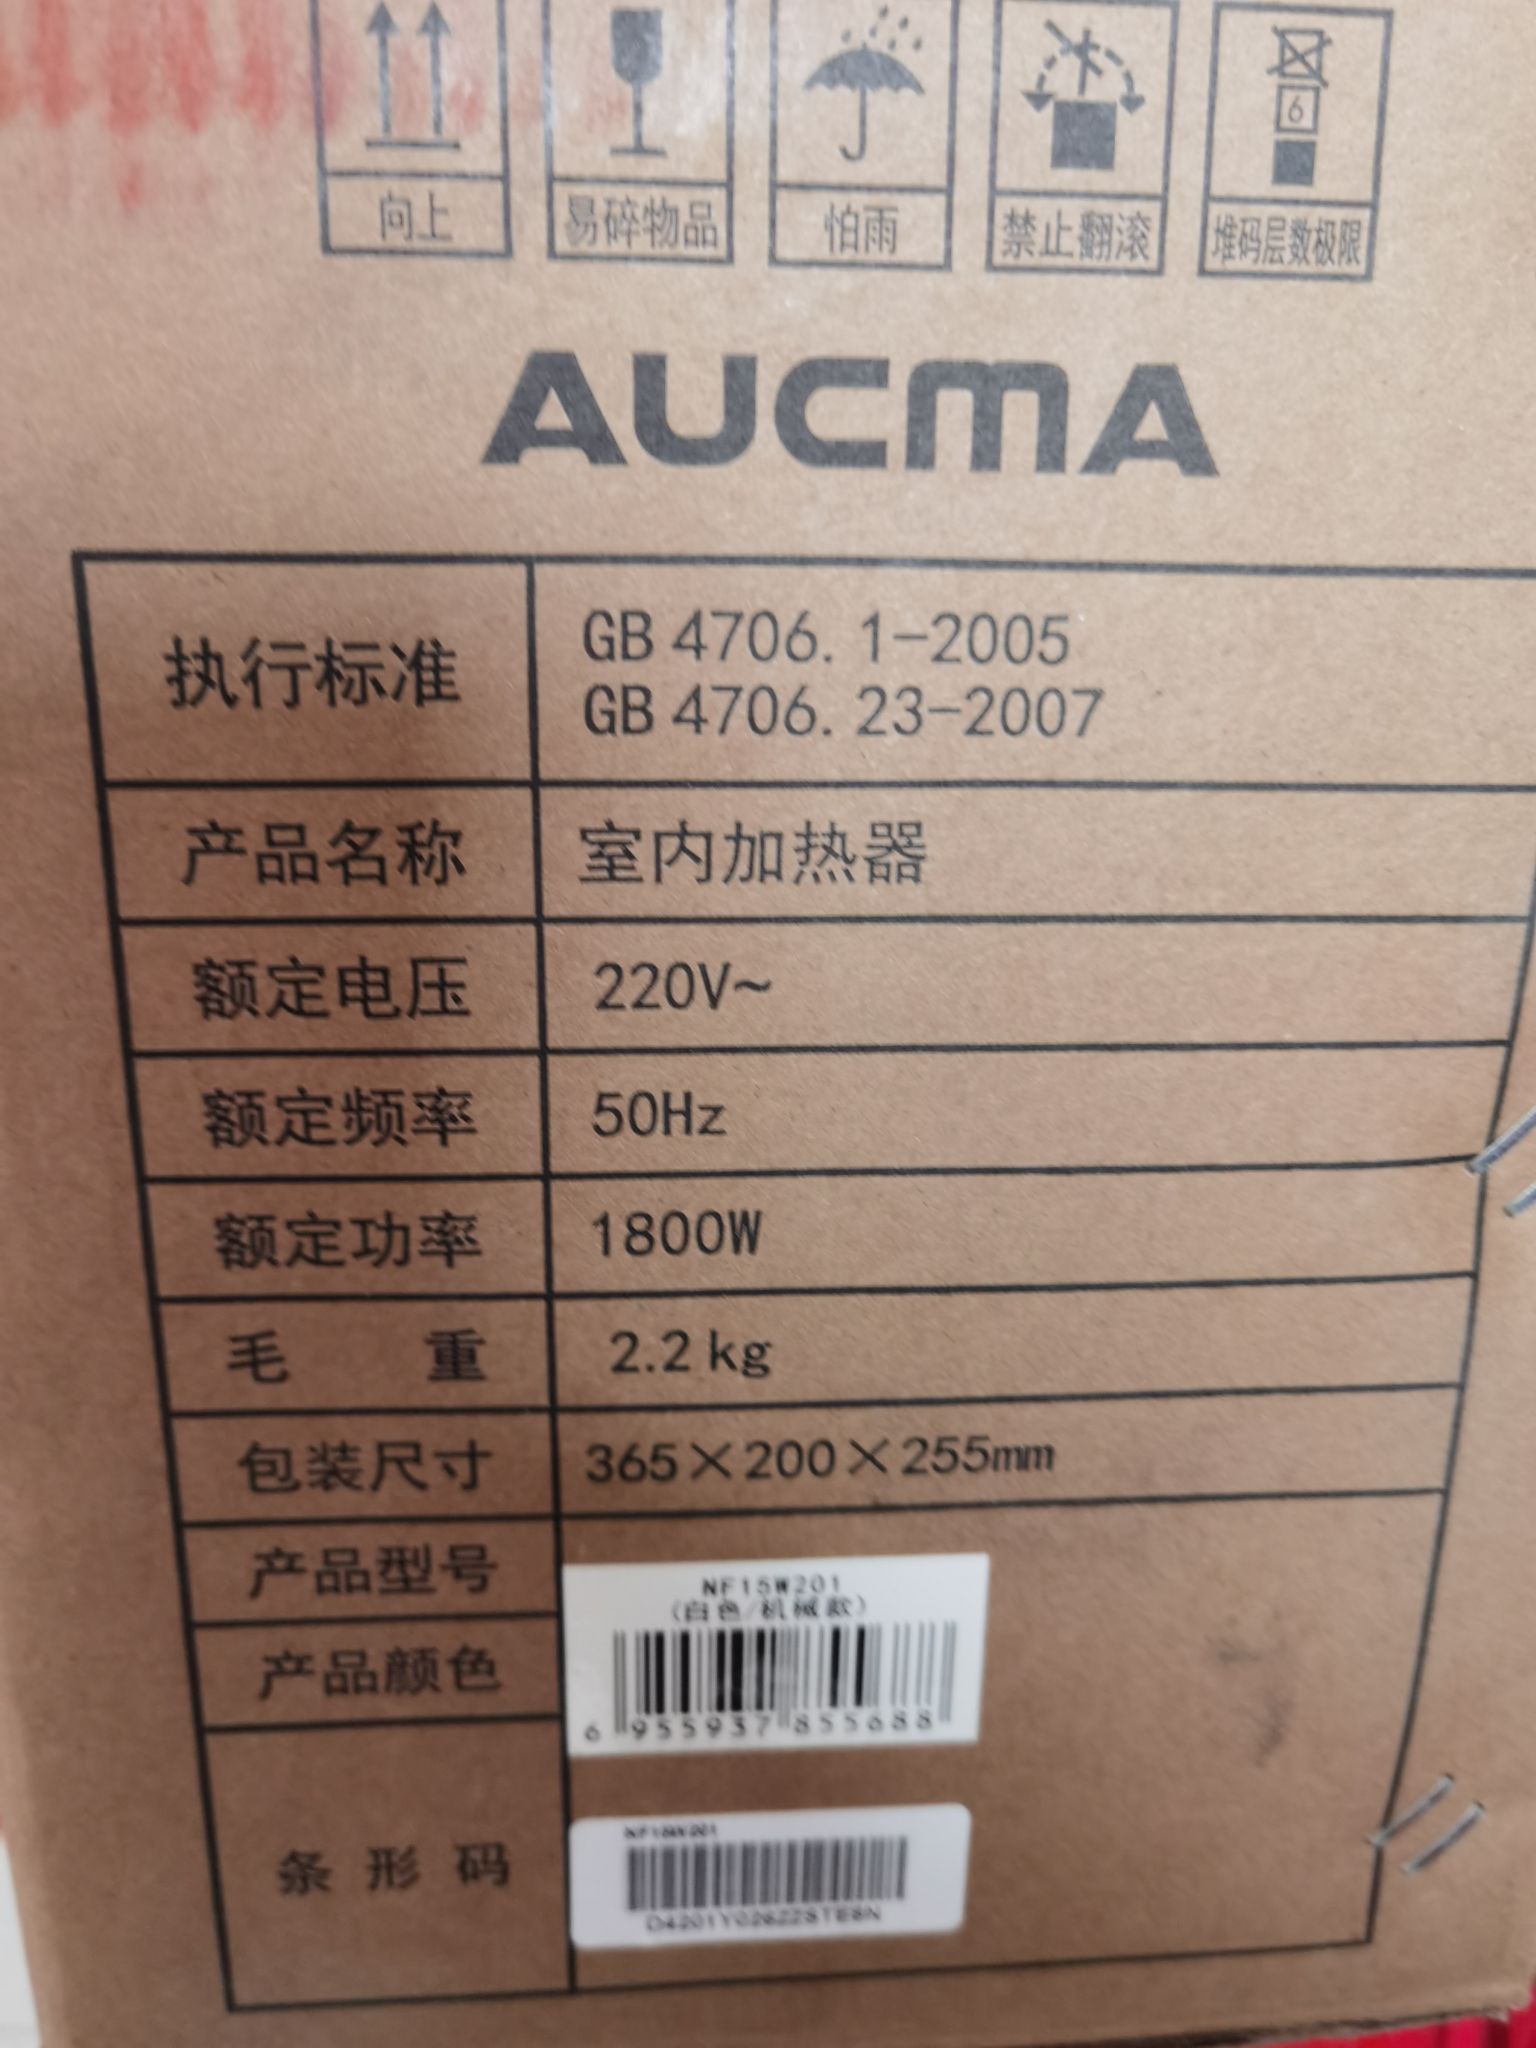 6
向上
易碎物品
怕雨
禁止翻滚
堆码层数极限
AUCMA
执行标准
GB 4706. 1-2005
GB 4706. 23-2007
产品名称
室内加热器
额定电压
220V~
额定频率
50Hz
额定功率
1800W
毛 重
2.2 kg
包装尺寸
365×200×255mm
产品型号
NF15W201
(白色/机械款)
产品颜色
6 955937 855688
条 形 码
NF15W201